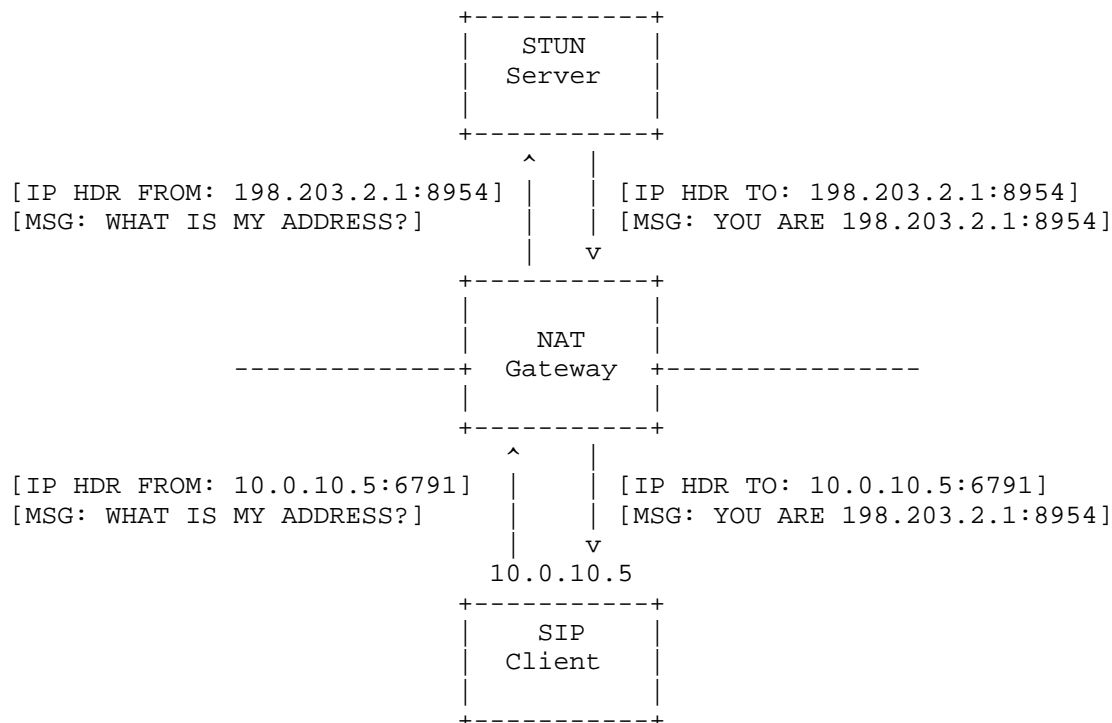 STUN
Server
[IP HDR FROM: 198.203.2.1:8954] [IP HDR TO: 198.203.2.1:8954]
[MSG: WHAT IS MY ADDRESS?] [MSG: YOU ARE 198.203.2.1:8954]
NAT
Gateway
[IP HDR FROM: 10.0.10.5:6791] [IP HDR TO: 10.0.10.5:6791]
[MSG: WHAT IS MY ADDRESS?] [MSG: YOU ARE 198.203.2.1:8954]
10.0.10.5
SIP
Client